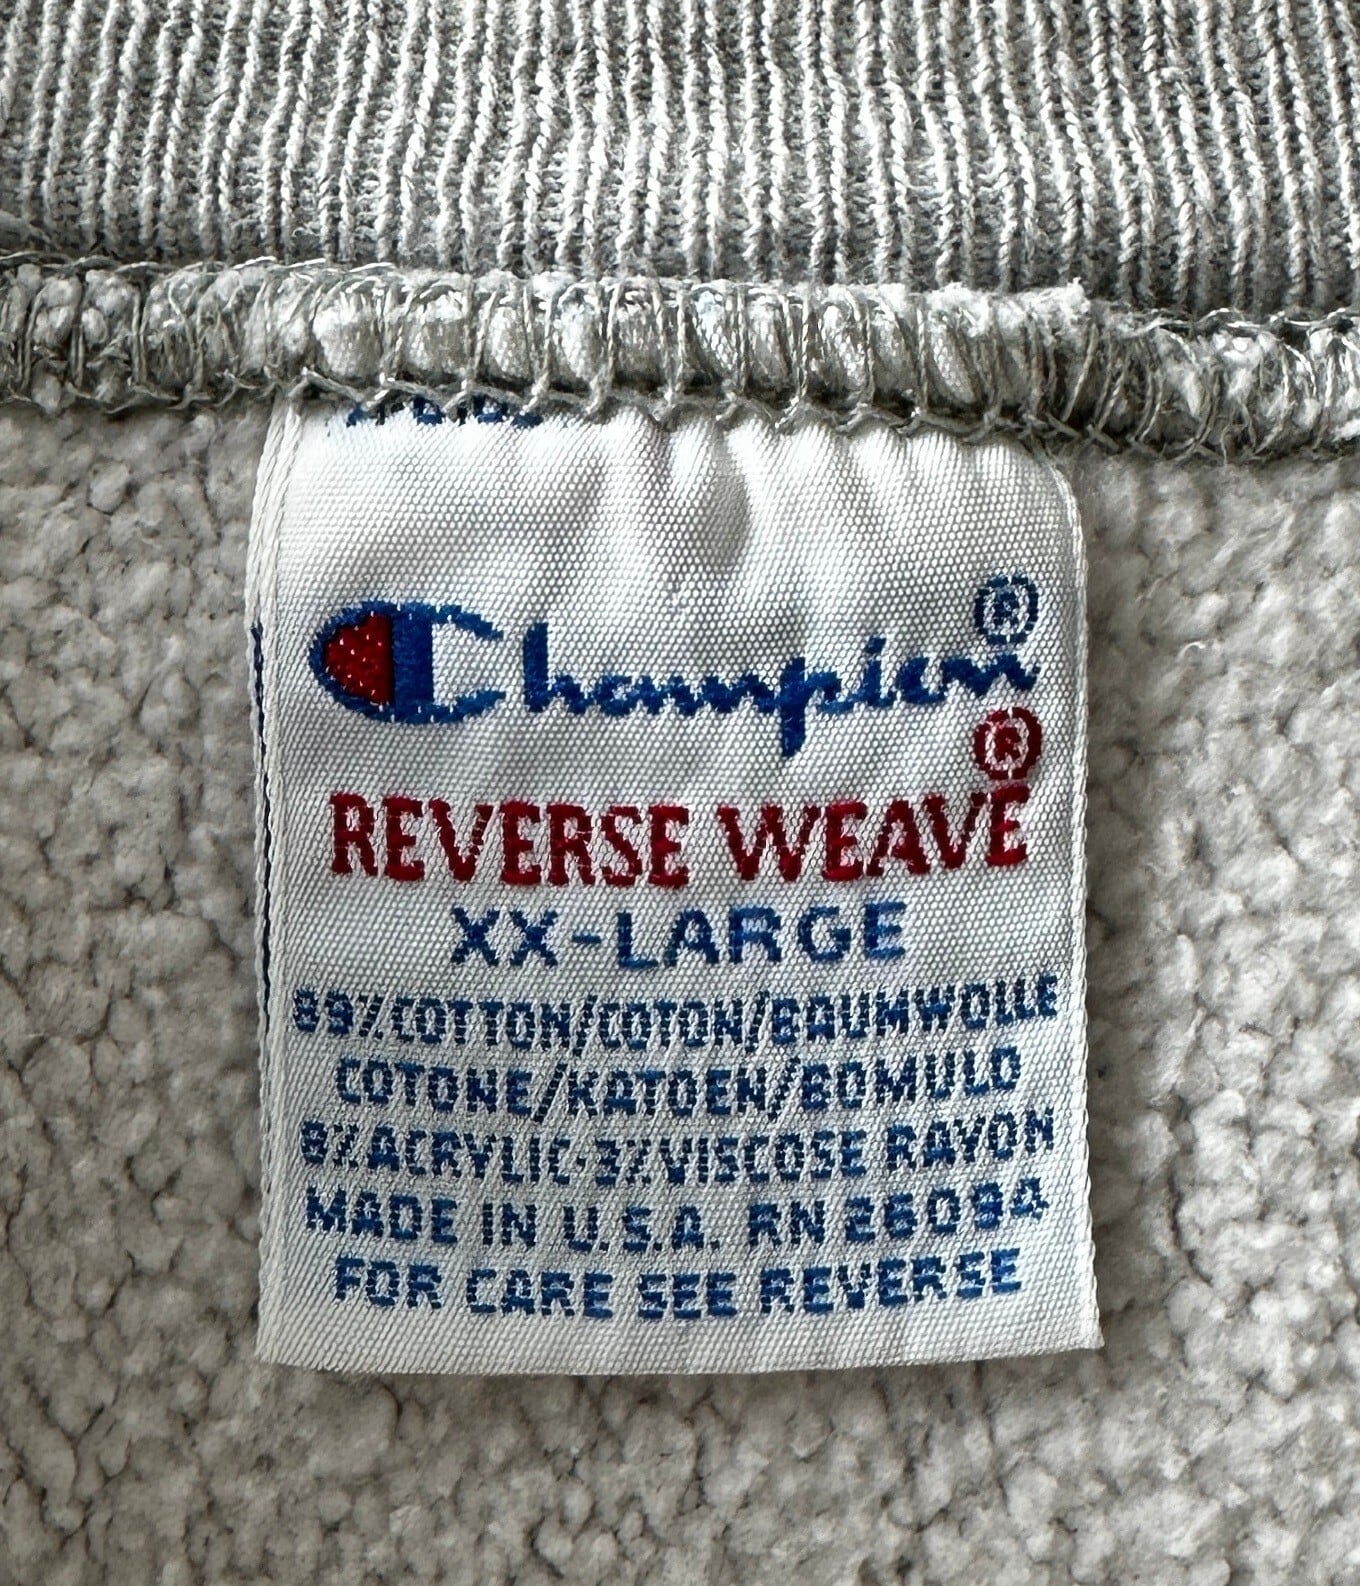 Champion®
®
REVERSE WEAVE
XX-LARGE
89%COTTON/COTON/BAUMWOLLE
COTONE/KATOEN/BOMULD
8%ACRYLIC-3%VISCOSE RAYON
MADE IN U.S.A. RN 26094
FOR CARE SEE REVERSE